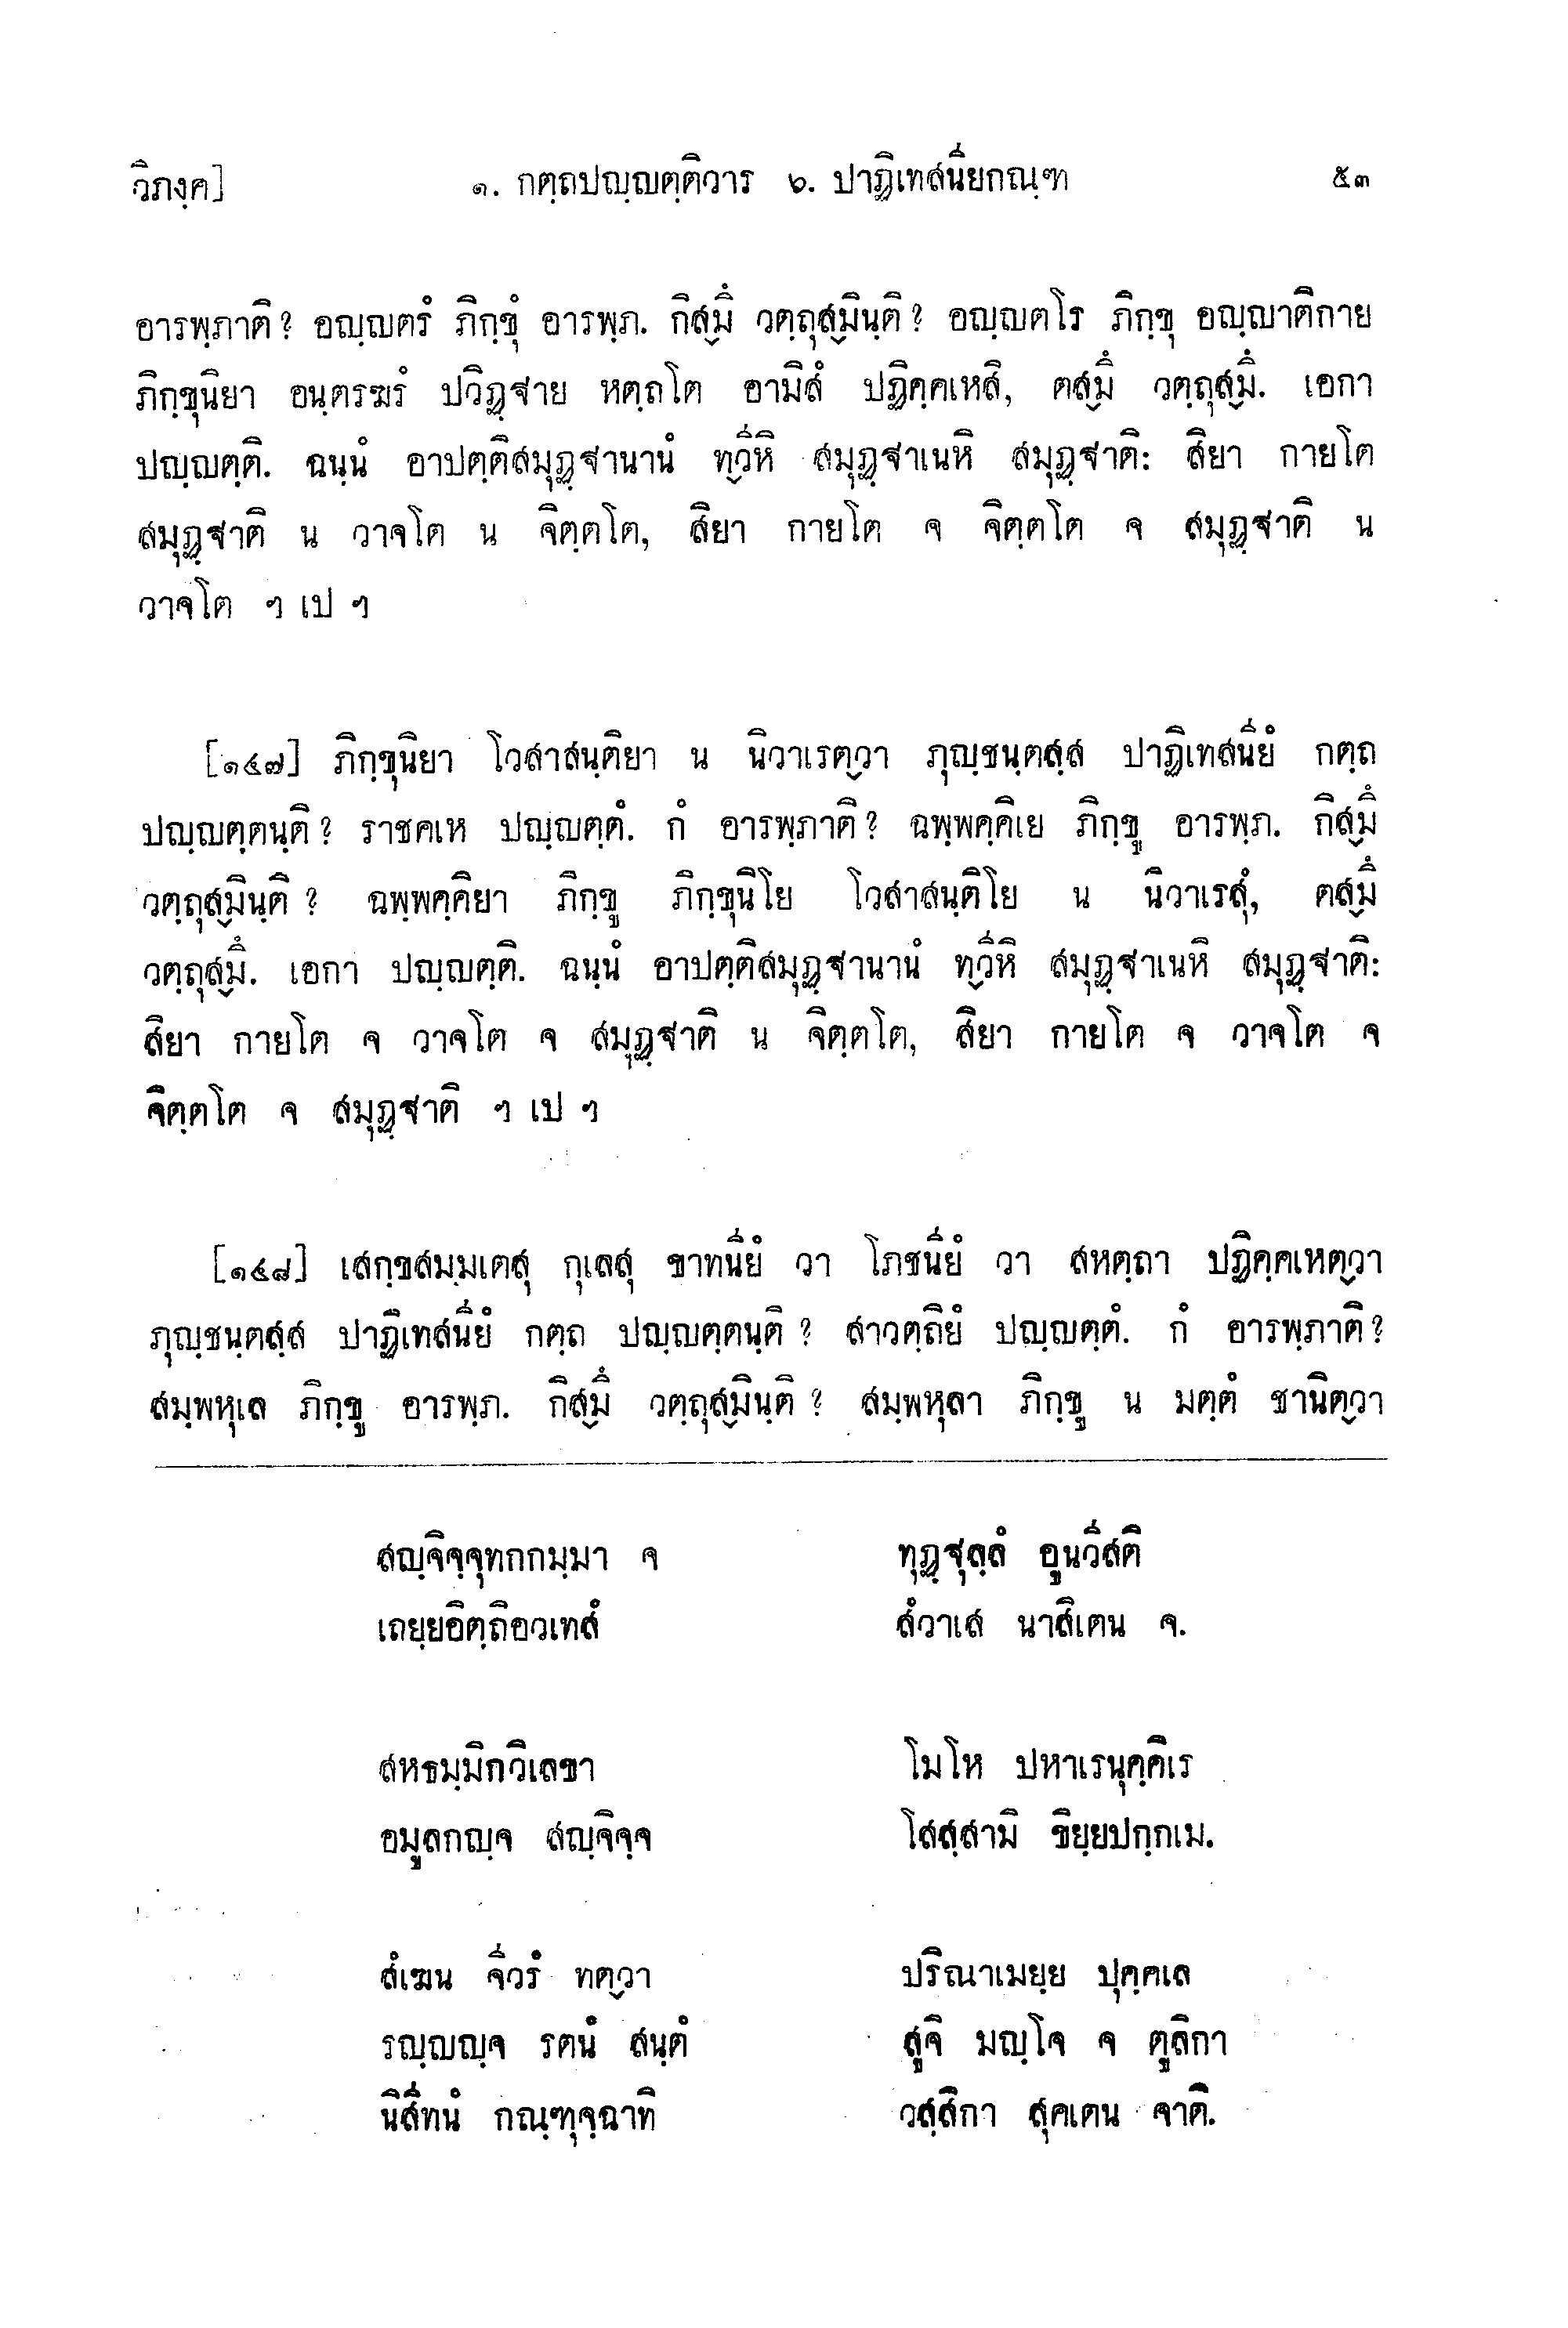 วิภงฺค]	๑. กตฺถปญฺญตฺติวาร ๖. ปาฏิเทสนียกณฺฑ	๕๓
อารพฺภาติ? อญฺญตรํ ภิกฺขุํ อารพฺภ. กิสฺมึ วตฺถุสฺมินฺติ? อญฺญตโร ภิกฺขุ อญฺญาติกาย
ภิกฺขุนิยา อนฺตรฆรํ ปวิฏฺฐาย หตฺถโต อามิสํ ปฏิคฺคเหสิ, ตสฺมึ วตฺถุสฺมึ. เอกา
ปญฺญตฺติ. ฉนฺนํ อาปตฺติสมุฏฺฐานานํ ทฺวีหิ สมุฏฺฐาเนหิ สมุฏฺฐาติ: สิยา กายโต
สมุฏฺฐาติ น วาจโต น จิตฺตโต, สิยา กายโต จ จิตฺตโต จ สมุฏฺฐาติ น
วาจโต ฯ เป ฯ
[๑๔๗] ภิกฺขุนิยา โวสาสนฺติยา น นิวาเรตฺวา ภุญฺชนฺตสฺส ปาฏิเทสนียํ กตฺถ
ปญฺญตฺตนฺติ? ราชคเห ปญฺญตฺตํ. กํ อารพฺภาติ? ฉพฺพคฺคิเย ภิกฺขู อารพฺภ. กิสฺมึ
วตฺถุสฺมินฺติ? ฉพฺพคฺคิยา ภิกฺขู ภิกฺขุนิโย โวสาสนฺติโย น นิวาเรสุํ, ตสฺมึ
วตฺถุสฺมึ. เอกา ปญฺญตฺติ. ฉนฺนํ อาปตฺติสมุฏฺฐานานํ ทฺวีหิ สมุฏฺฐาเนหิ สมุฏฺฐาติ:
สิยา กายโต จ วาจโต จ สมุฏฺฐาติ น จิตฺตโต, สิยา กายโต จ วาจโต จ
จิตฺตโต จ สมุฏฺฐาติ ฯ เป ฯ
[๑๔๘] เสกฺขสมฺมเตสุ กุเลสุ ขาทนียํ วา โภชนียํ วา สหตฺถา ปฏิคฺคเหตฺวา
ภุญฺชนฺตสฺส ปาฏิเทสนียํ กตฺถ ปญฺญตฺตนฺติ? สาวตฺถิยํ ปญฺญตฺตํ. กํ อารพฺภาติ?
สมฺพหุเล ภิกฺขู อารพฺภ. กิสฺมึ วตฺถุสฺมินฺติ? สมฺพหุลา ภิกฺขู น มตฺตํ ชานิตฺวา
สญฺจิจฺจุทกกมฺมา จ	ทุฏฺฐุลฺลํ อูนวีสติ
เถยฺยอิตฺถิอวเทสํ	สํวาเส นาสิเตน จ.
สหธมฺมิกวิเลขา	โมโห ปหาเรนุคฺคิเร
อมูลกญฺจ สญฺจิจฺจ	โสสฺสามิ ขิยฺยปกฺกเม.
สํเฆน จีวรํ ทตฺวา	ปริณาเมยฺย ปุคฺคเล
รญฺญญฺจ รตนํ สนฺตํ	สูจิ มญฺโจ จ ตูลิกา
นิสีทนํ กณฺฑุจฺฉาทิ	วสฺสิกา สุคเตน จาติ.